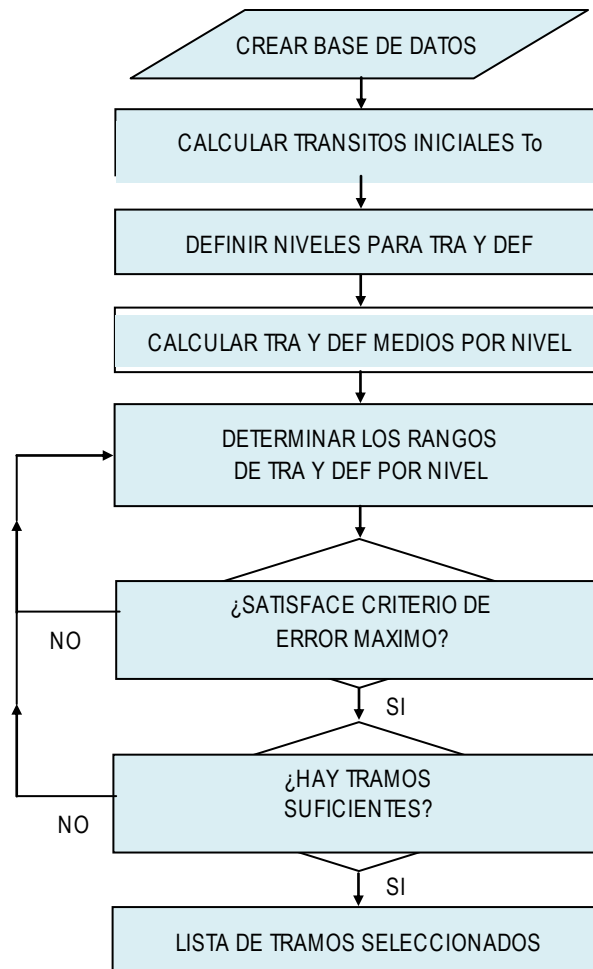 CREAR BASE DE DATOS
CALCULAR TRANSITOS INICIALES To
DEFINIR NIVELES PARA TRA Y DEF
CALCULAR TRA Y DEF MEDIOS POR NIVEL
DETERMINAR LOS RANGOS
DE TRA Y DEF POR NIVEL
¿SATISFACE CRITERIO DE
ERROR MAXIMO?
NO
SI
¿HAY TRAMOS
SUFICIENTES?
NO
SI
LISTA DE TRAMOS SELECCIONADOS